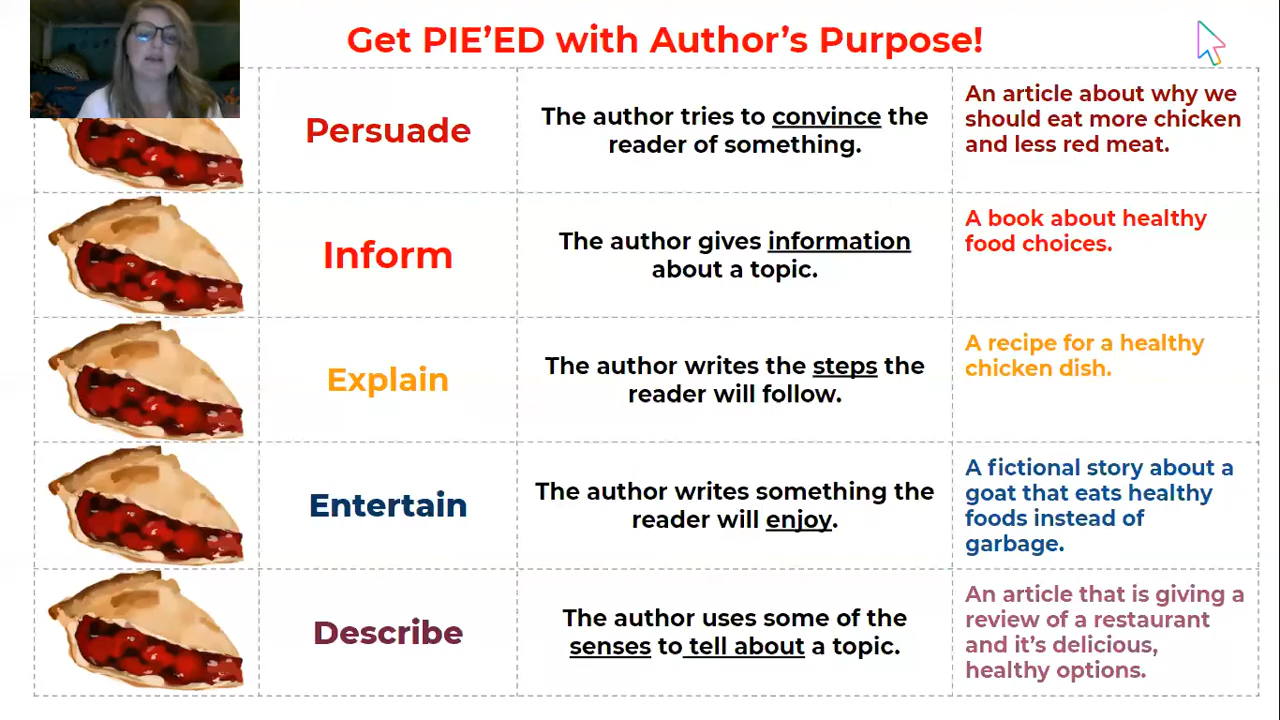 Get PIE’ED with Author’s Purpose!
Persuade
The author tries to convince the
reader of something.
An article about why we
should eat more chicken
and less red meat.
Inform
The author gives information
about a topic.
A book about healthy
food choices.
Explain
The author writes the steps the
reader will follow.
A recipe for a healthy
chicken dish.
Entertain
The author writes something the
reader will enjoy.
A fictional story about a
goat that eats healthy
foods instead of
garbage.
Describe
The author uses some of the
senses to tell about a topic.
An article that is giving a
review of a restaurant
and it’s delicious,
healthy options.